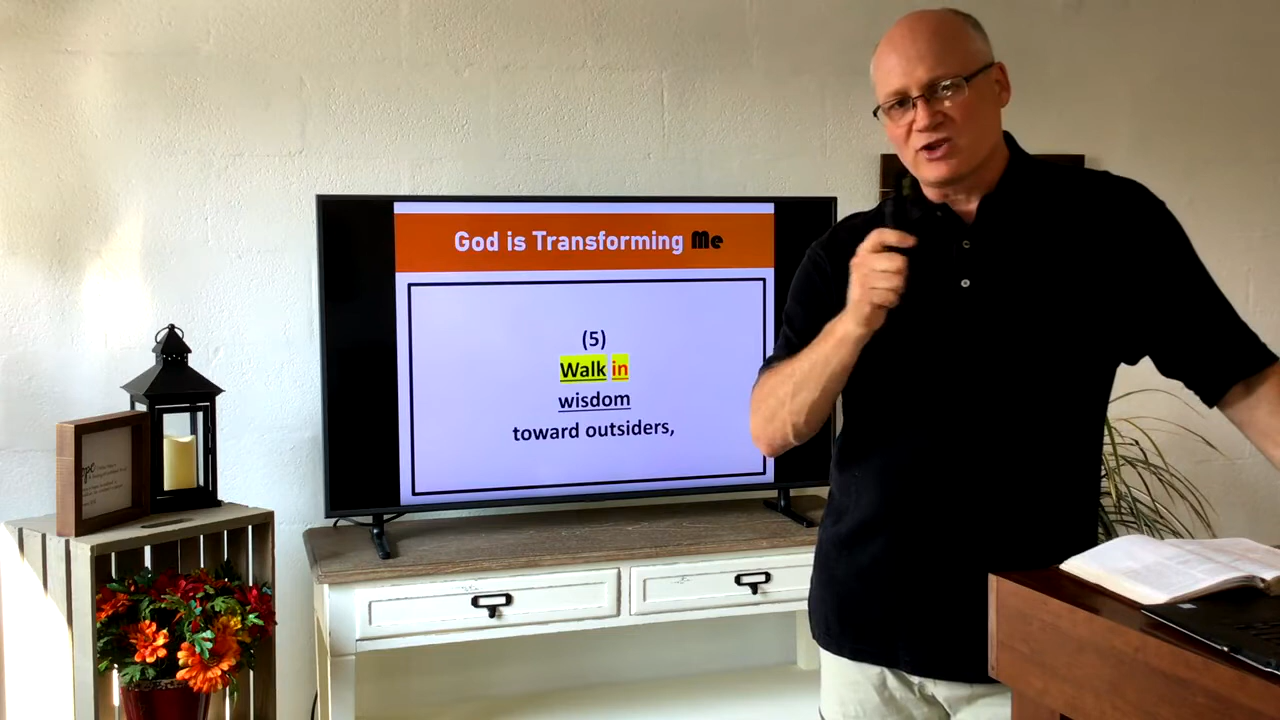 God is Transforming Me
(5)
Walk in
wisdom
toward outsiders,